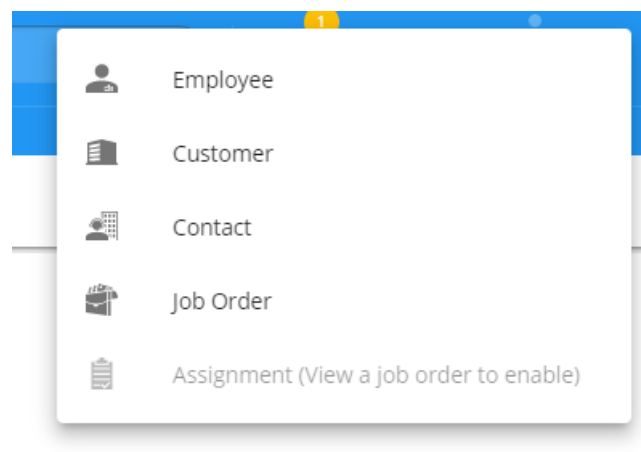 1
Employee
Customer
Contact
Job Order
Assignment (View a job order to enable)